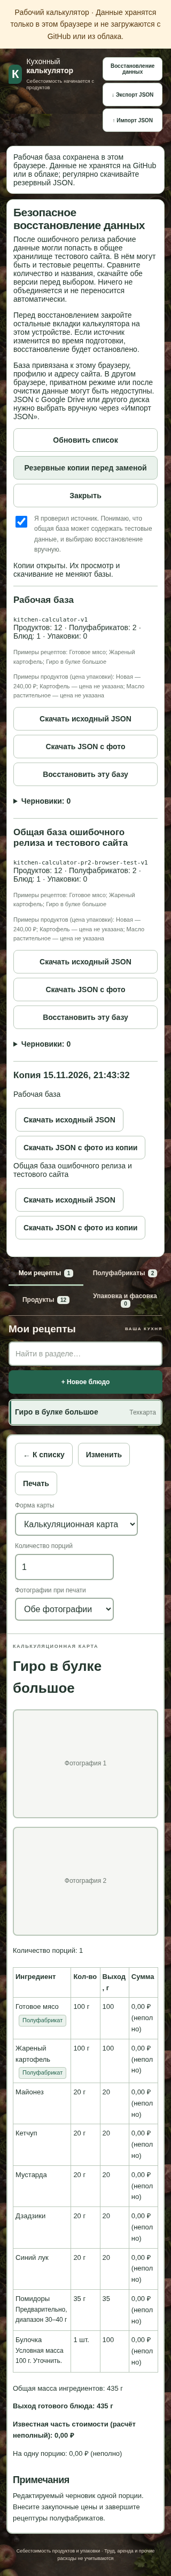 Рабочий калькулятор · Данные хранятся
только в этом браузере и не загружаются с
GitHub или из облака.
К
Кухонный
калькулятор
Себестоимость начинается с
продуктов
Восстановление
данных
↓ Экспорт JSON
↑ Импорт JSON
Рабочая база сохранена в этом
браузере. Данные не хранятся на GitHub
или в облаке; регулярно скачивайте
резервный JSON.
Безопасное
восстановление данных
После ошибочного релиза рабочие
данные могли попасть в общее
хранилище тестового сайта. В нём могут
быть и тестовые рецепты. Сравните
количество и названия, скачайте обе
версии перед выбором. Ничего не
объединяется и не переносится
автоматически.
Перед восстановлением закройте
остальные вкладки калькулятора на
этом устройстве. Если источник
изменится во время подготовки,
восстановление будет остановлено.
База привязана к этому браузеру,
профилю и адресу сайта. В другом
браузере, приватном режиме или после
очистки данные могут быть недоступны.
JSON с Google Drive или другого диска
нужно выбрать вручную через «Импорт
JSON».
Обновить список
Резервные копии перед заменой
Закрыть
Я проверил источник. Понимаю, что
общая база может содержать тестовые
данные, и выбираю восстановление
вручную.
Копии открыты. Их просмотр и
скачивание не меняют базы.
Рабочая база
kitchen-calculator-v1
Продуктов: 12 · Полуфабрикатов: 2 ·
Блюд: 1 · Упаковки: 0
Примеры рецептов: Готовое мясо; Жареный
картофель; Гиро в булке большое
Примеры продуктов (цена упаковки): Новая —
240,00 ₽; Картофель — цена не указана; Масло
растительное — цена не указана
Скачать исходный JSON
Скачать JSON с фото
Восстановить эту базу
▶ Черновики: 0
Общая база ошибочного
релиза и тестового сайта
kitchen-calculator-pr2-browser-test-v1
Продуктов: 12 · Полуфабрикатов: 2 ·
Блюд: 1 · Упаковки: 0
Примеры рецептов: Готовое мясо; Жареный
картофель; Гиро в булке большое
Примеры продуктов (цена упаковки): Новая —
240,00 ₽; Картофель — цена не указана; Масло
растительное — цена не указана
Скачать исходный JSON
Скачать JSON с фото
Восстановить эту базу
▶ Черновики: 0
Копия 15.11.2026, 21:43:32
Рабочая база
Скачать исходный JSON
Скачать JSON с фото из копии
Общая база ошибочного релиза и
тестового сайта
Скачать исходный JSON
Скачать JSON с фото из копии
Мои рецепты 1
Полуфабрикаты 2
Продукты 12
Упаковка и фасовка
0
Мои рецепты
ВАША КУХНЯ
Найти в разделе…
+ Новое блюдо
Гиро в булке большое
Техкарта
← К списку
Изменить
Печать
Форма карты
Калькуляционная карта
Количество порций
1
Фотографии при печати
Обе фотографии
КАЛЬКУЛЯЦИОННАЯ КАРТА
Гиро в булке
большое
Фотография 1
Фотография 2
Количество порций: 1
Ингредиент Кол-во Выход Сумма
, г
Готовое мясо 100 г 100 0,00 ₽
Полуфабрикат (непол
но)
Жареный 100 г 100 0,00 ₽
картофель (непол
Полуфабрикат но)
Майонез 20 г 20 0,00 ₽
(непол
но)
Кетчуп 20 г 20 0,00 ₽
(непол
но)
Мустарда 20 г 20 0,00 ₽
(непол
но)
Дзадзики 20 г 20 0,00 ₽
(непол
но)
Синий лук 20 г 20 0,00 ₽
(непол
но)
Помидоры 35 г 35 0,00 ₽
Предварительно, (непол
диапазон 30–40 г но)
Булочка 1 шт. 100 0,00 ₽
Условная масса (непол
100 г. Уточнить. но)
Общая масса ингредиентов: 435 г
Выход готового блюда: 435 г
Известная часть стоимости (расчёт
неполный): 0,00 ₽
На одну порцию: 0,00 ₽ (неполно)
Примечания
Редактируемый черновик одной порции.
Внесите закупочные цены и завершите
рецептуры полуфабрикатов.
Себестоимость продуктов и упаковки · Труд, аренда и прочие
расходы не учитываются